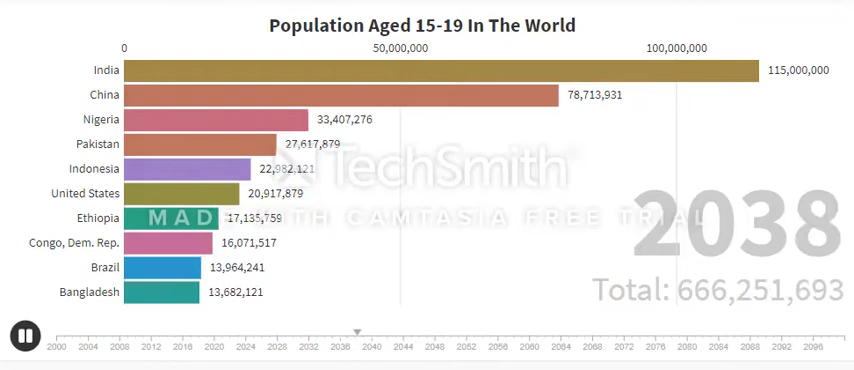 Population Aged 15-19 In The World
0 50,000,000 100,000,000
India 115,000,000
China 78,713,931
Nigeria 33,407,276
Pakistan 27,617,879
Indonesia 22,982,121
United States 20,917,879
Ethiopia 17,135,759
Congo, Dem. Rep. 16,071,517
Brazil 13,964,241
Bangladesh 13,682,121
TechSmith
MADE WITH CAMTASIA FREE TRIAL
2038
Total: 666,251,693
2000 2004 2008 2012 2016 2020 2024 2028 2032 2036 2040 2044 2048 2052 2056 2060 2064 2068 2072 2076 2080 2084 2088 2092 2096